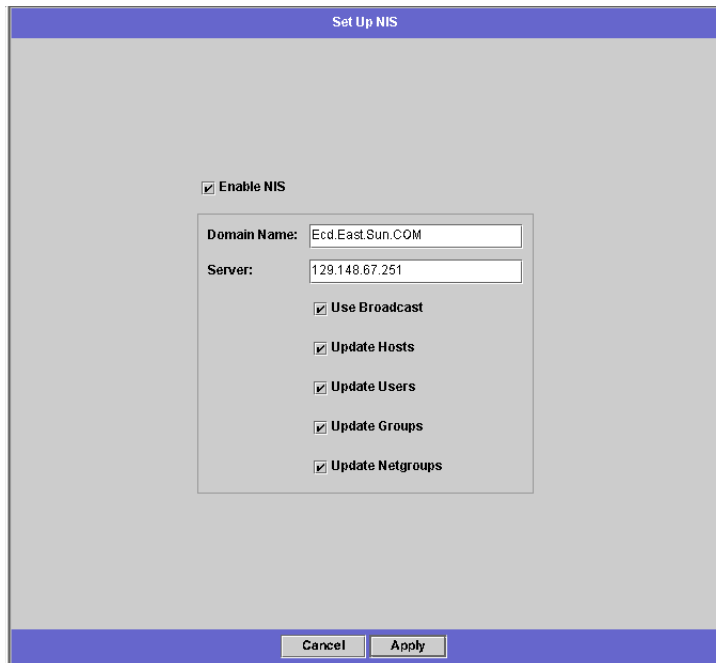 Set Up NIS
Enable NIS
Domain Name: Ecd.East.Sun.COM
Server: 129.148.67.251
Use Broadcast
Update Hosts
Update Users
Update Groups
Update Netgroups
Cancel Apply